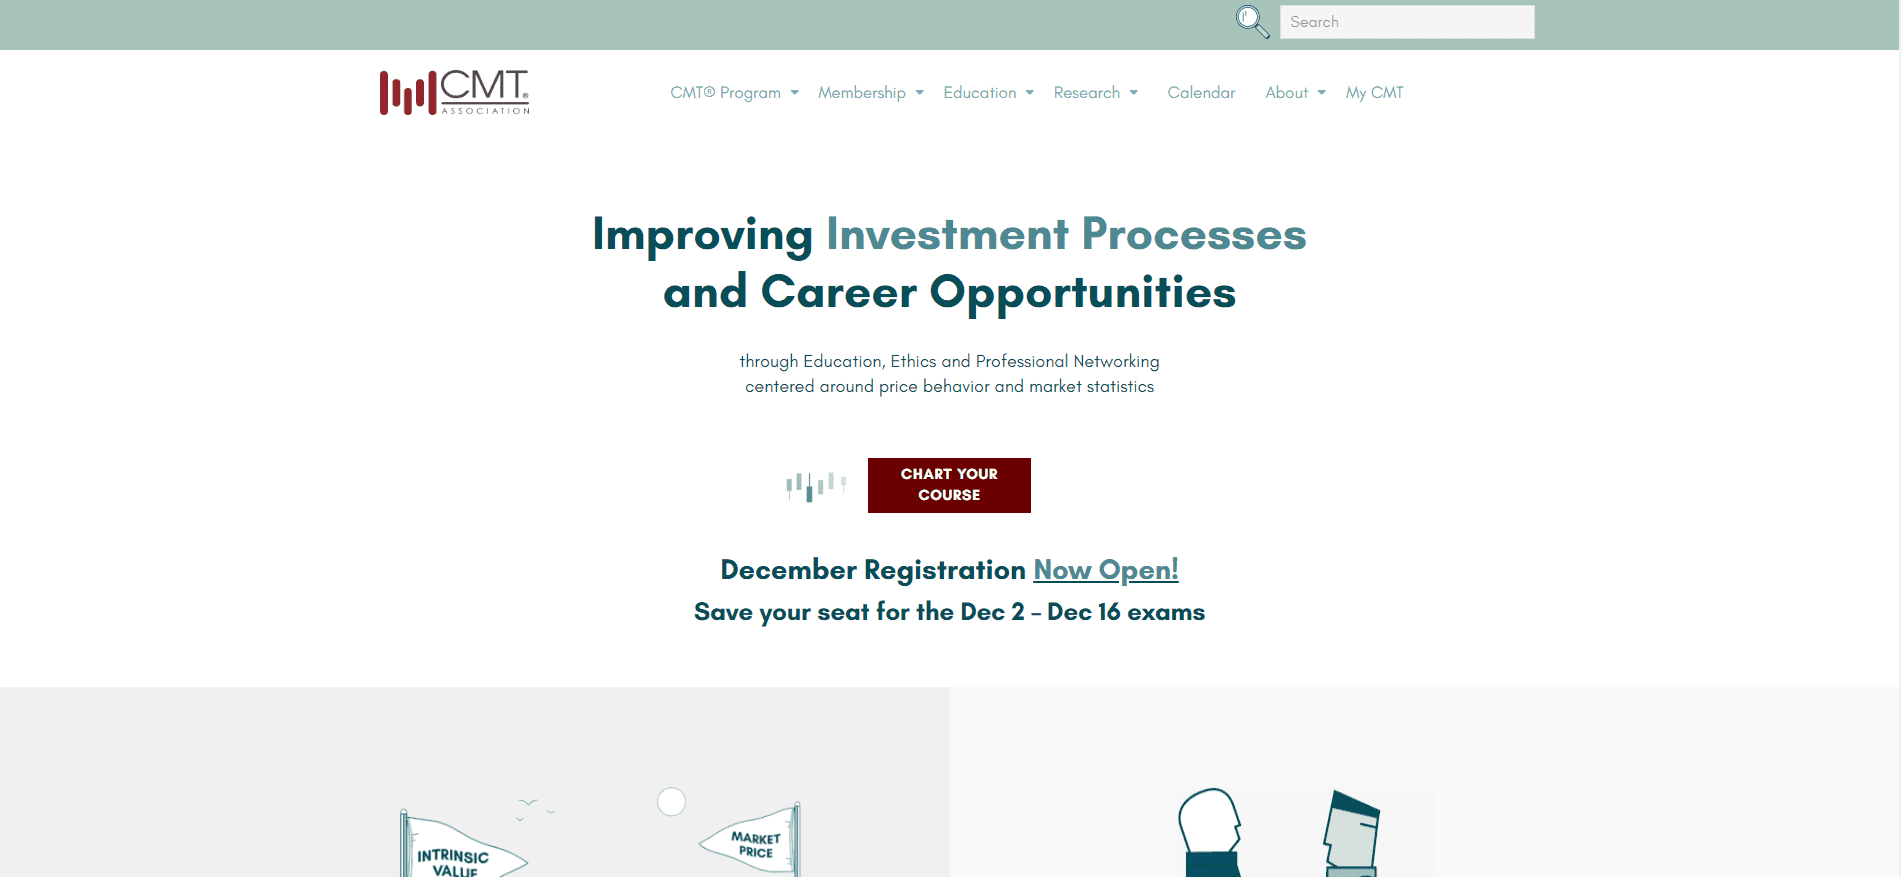 Search
CMT®
ASSOCIATION
CMT® Program
Membership
Education
Research
Calendar
About
My CMT
Improving Investment Processes
and Career Opportunities
through Education, Ethics and Professional Networking
centered around price behavior and market statistics
CHART YOUR
COURSE
December Registration Now Open!
Save your seat for the Dec 2 – Dec 16 exams
INTRINSIC
VALUE
MARKET
PRICE